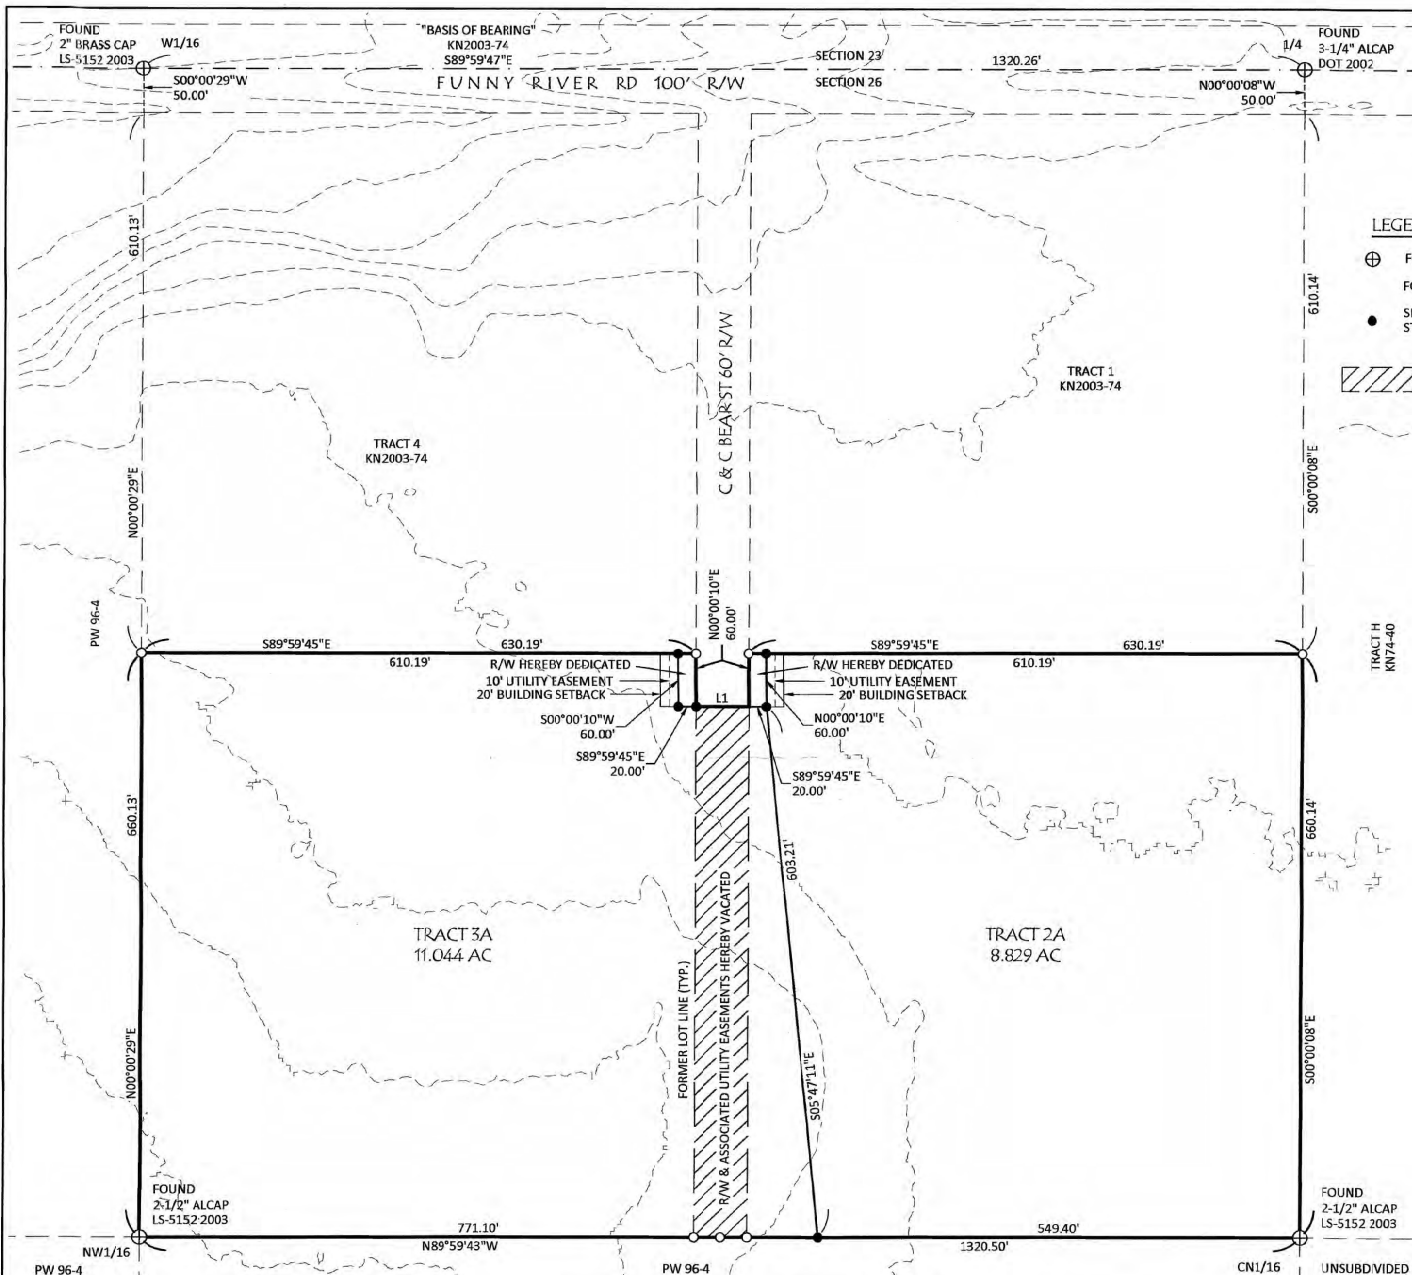 FOUND
2" BRASS CAP
LS-5152 2003
W1/16
S00°00'29"W
50.00'
"BASIS OF BEARING"
KN2003-74
S89°59'47"E
FUNNY RIVER RD 100' R/W
SECTION 23
SECTION 26
1320.26'
1/4
FOUND
3-1/4" ALCAP
DOT 2002
N00°00'08"W
50.00'
610.13'
N00°00'29"E
C & C BEAR ST 60' R/W
TRACT 4
KN2003-74
TRACT 1
KN2003-74
610.14'
S00°00'08"E
TRACT H
KN74-40
PW 96-4
N00°00'10"E
60.00'
S89°59'45"E
630.19'
610.19'
R/W HEREBY DEDICATED
10' UTILITY EASEMENT
20' BUILDING SETBACK
S00°00'10"W
60.00'
S89°59'45"E
20.00'
L1
S89°59'45"E
630.19'
610.19'
R/W HEREBY DEDICATED
10' UTILITY EASEMENT
20' BUILDING SETBACK
N00°00'10"E
60.00'
S89°59'45"E
20.00'
660.13'
N00°00'29"E
603.21'
S05°47'11"E
660.14'
S00°00'08"E
TRACT 3A
11.044 AC
TRACT 2A
8.829 AC
FORMER LOT LINE (TYP.)
R/W & ASSOCIATED UTILITY EASEMENTS HEREBY VACATED
FOUND
2-1/2" ALCAP
LS-5152 2003
NW1/16
PW 96-4
771.10'
N89°59'43"W
PW 96-4
549.40'
1320.50'
FOUND
2-1/2" ALCAP
LS-5152 2003
CN1/16
UNSUBDIVIDED